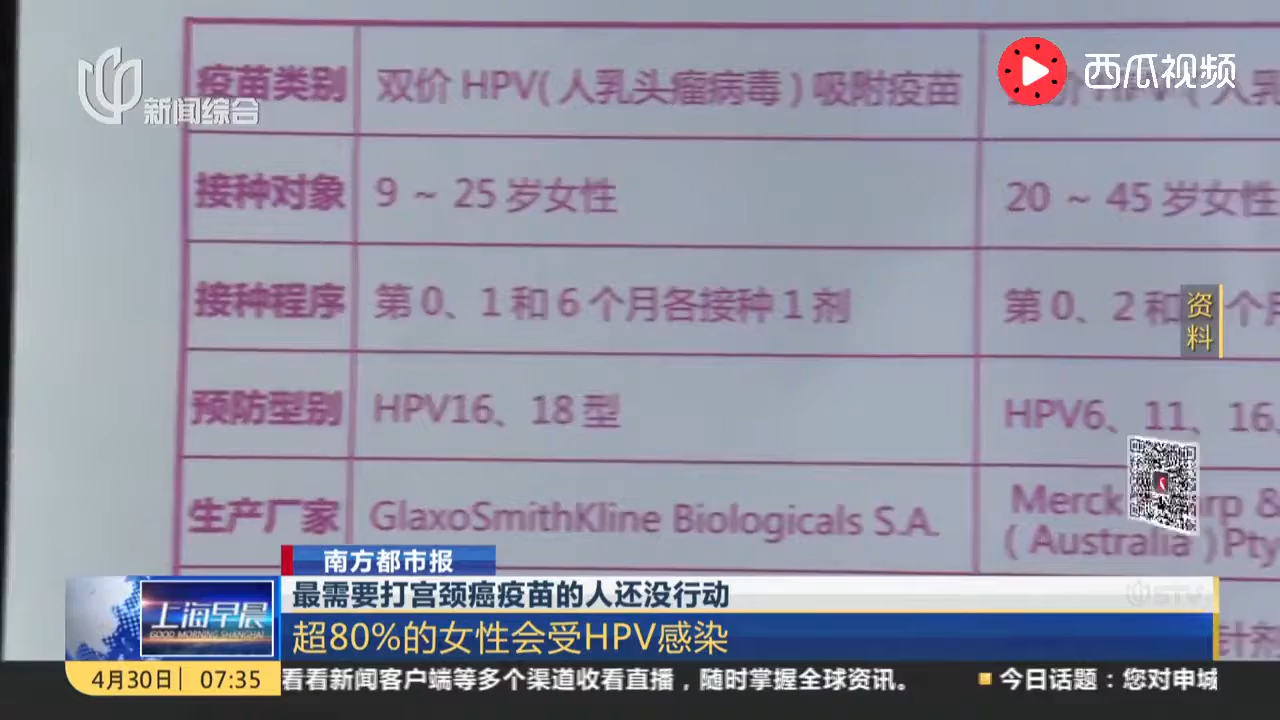 新闻综合
西瓜视频
疫苗类别 双价 HPV(人乳头瘤病毒)吸附疫苗
接种对象 9 ~ 25 岁女性 20 ~ 45 岁女性
接种程序 第 0、1 和 6 个月各接种 1 剂 第 0、2 和
资料
预防型别 HPV16、18 型 HPV6、11、16、
生产厂家 GlaxoSmithKline Biologicals S.A. Merck
(Australia)Pty
南方都市报
最需要打宫颈癌疫苗的人还没行动
STV
超80%的女性会受HPV感染
针剂
上海早晨
GOOD MORNING SHANGHAI
4月30日 07:35 看看新闻客户端等多个渠道收看直播，随时掌握全球资讯。 今日话题：您对申城